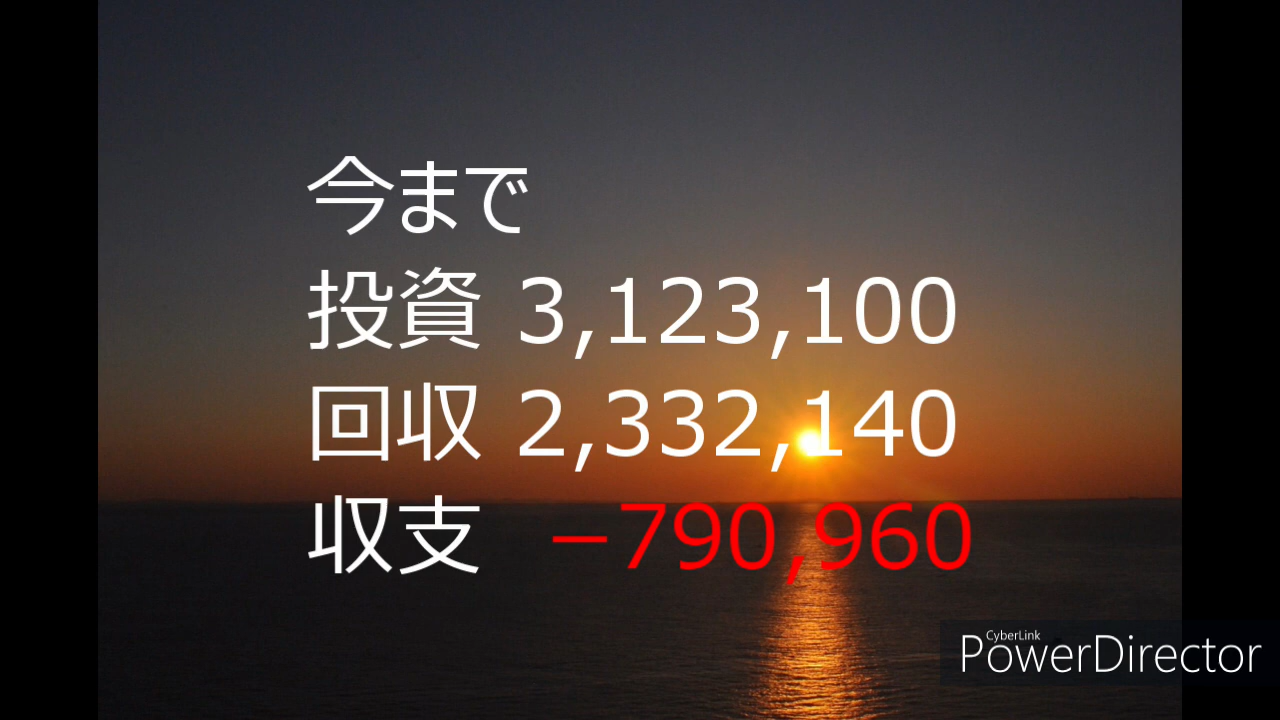 今まで
投資 3,123,100
回収 2,332,140
収支 －790,960
CyberLink
PowerDirector